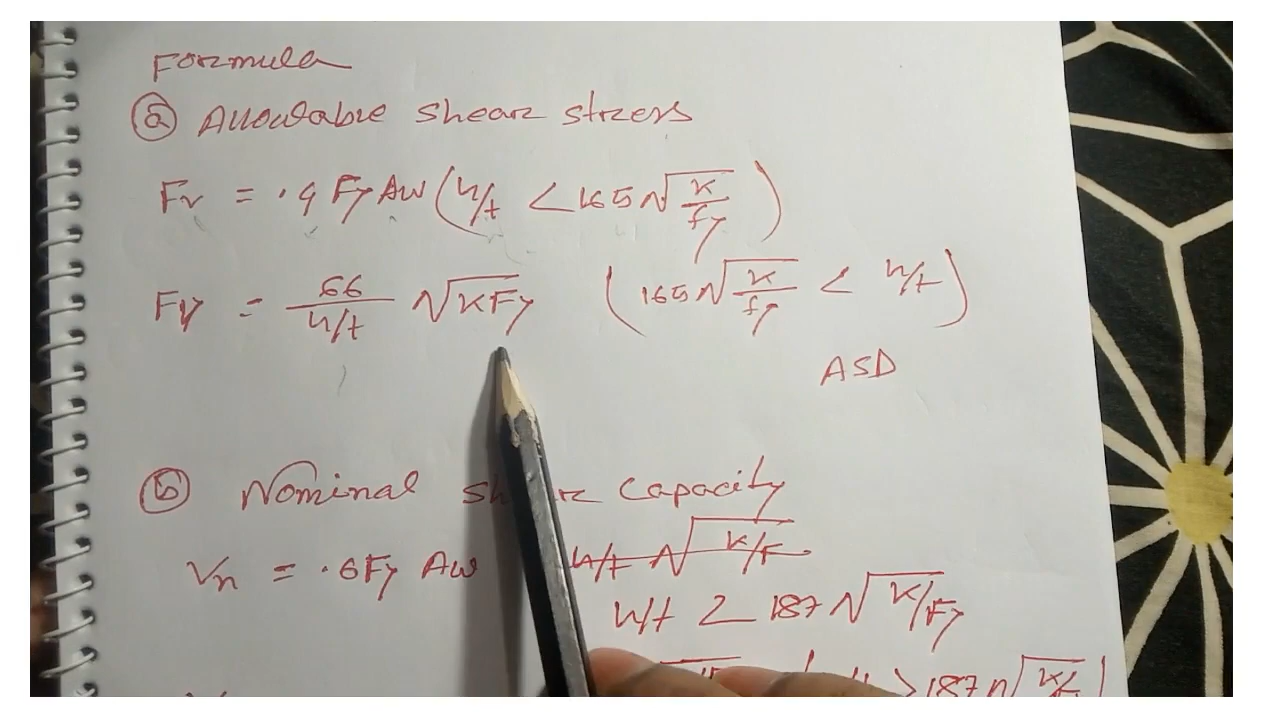 Formula
ⓐ Allowable shear stress
Fv = .4 Fy Aw (h/t < 165 √(k/fy))
Fv = 66/(h/t) √(kFy) (165 √(k/fy) < h/t)
ASD
ⓑ Nominal capacity
Vn = .6Fy Aw
h/t √(k/F
h/t < 187 √(k/Fy)
> 187 √(k/